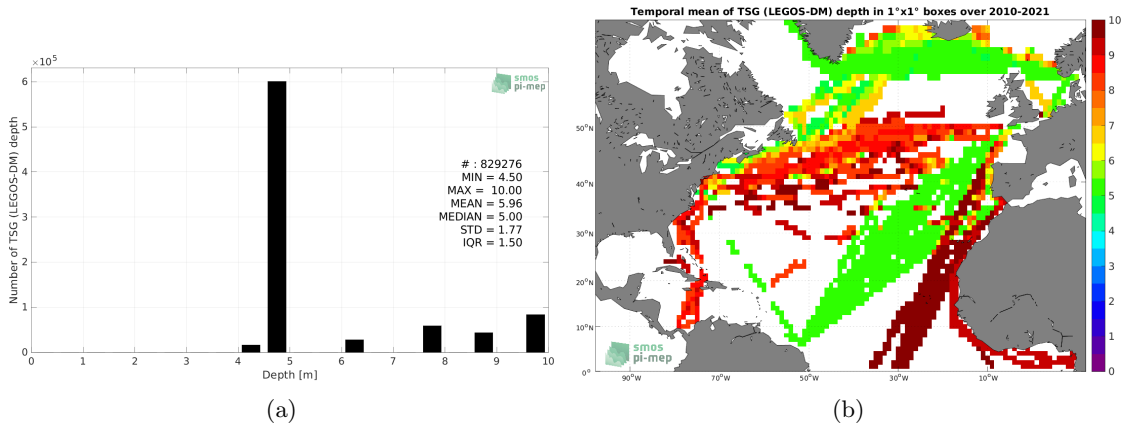 Temporal mean of TSG (LEGOS-DM) depth in 1°x1° boxes over 2010-2021
×10⁵
6
5
4
3
2
1
0
Number of TSG (LEGOS-DM) depth
smos
pi-mep
# : 829276
MIN = 4.50
MAX = 10.00
MEAN = 5.96
MEDIAN = 5.00
STD = 1.77
IQR = 1.50
0 1 2 3 4 5 6 7 8 9 10
Depth [m]
(a)
50°N
40°N
30°N
20°N
10°N
0°
90°W 70°W 50°W 30°W 10°W
smos
pi-mep
10
9
8
7
6
5
4
3
2
1
0
(b)